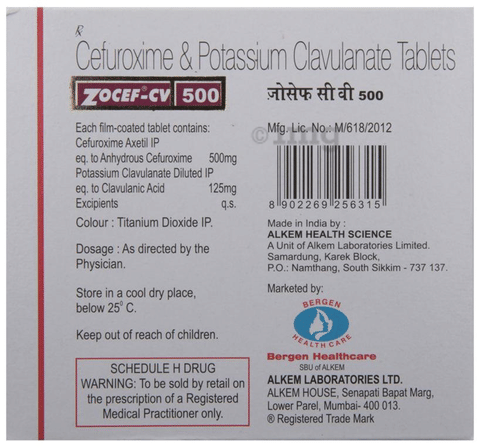 Rx
Cefuroxime & Potassium Clavulanate Tablets
ZOCEF®-CV 500
ज़ोसेफ सी वी 500
Each film-coated tablet contains:
Cefuroxime Axetil IP
eq. to Anhydrous Cefuroxime 500mg
Potassium Clavulanate Diluted IP
eq. to Clavulanic Acid 125mg
Excipients q.s.
Colour : Titanium Dioxide IP.
Dosage : As directed by the
Physician.
Store in a cool dry place,
below 25° C.
Keep out of reach of children.
SCHEDULE H DRUG
WARNING: To be sold by retail on
the prescription of a Registered
Medical Practitioner only.
Mfg. Lic. No.: M/618/2012
8 902269 256315
Made in India by :
ALKEM HEALTH SCIENCE
A Unit of Alkem Laboratories Limited.
Samardung, Karek Block,
P.O.: Namthang, South Sikkim - 737 137.
Marketed by:
BERGEN
HEALTH CARE
Bergen Healthcare
SBU of ALKEM
ALKEM LABORATORIES LTD.
ALKEM HOUSE, Senapati Bapat Marg,
Lower Parel, Mumbai- 400 013.
® Registered Trade Mark